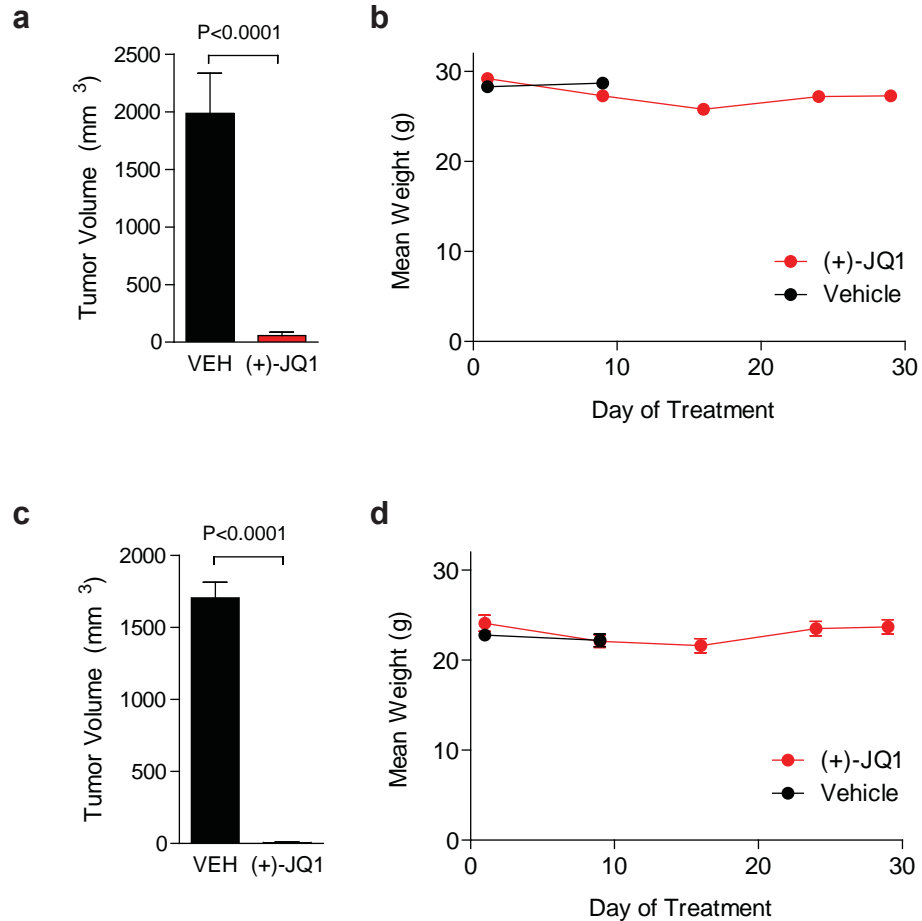 a
P<0.0001
2500
2000
1500
1000
500
0
Tumor Volume (mm 3)
VEH (+)-JQ1
b
30
20
10
0
Mean Weight (g)
(+)-JQ1
Vehicle
0 10 20 30
Day of Treatment
c
P<0.0001
2000
1500
1000
500
0
Tumor Volume (mm 3)
VEH (+)-JQ1
d
30
20
10
0
Mean Weight (g)
(+)-JQ1
Vehicle
0 10 20 30
Day of Treatment